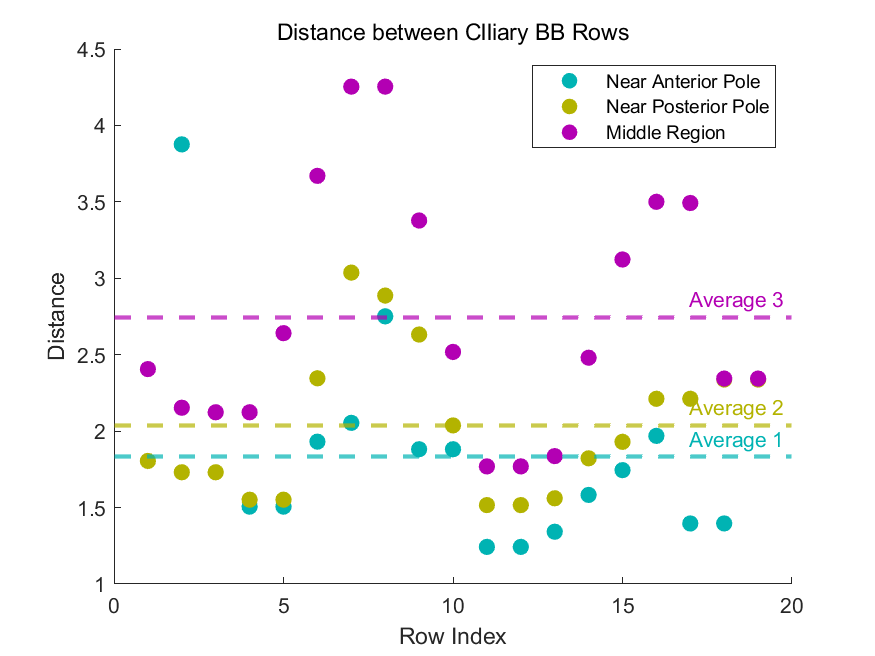 Distance between CIliary BB Rows
4.5
4
3.5
3
2.5
2
1.5
1
Distance
Near Anterior Pole
Near Posterior Pole
Middle Region
Average 3
Average 2
Average 1
0
5
10
15
20
Row Index